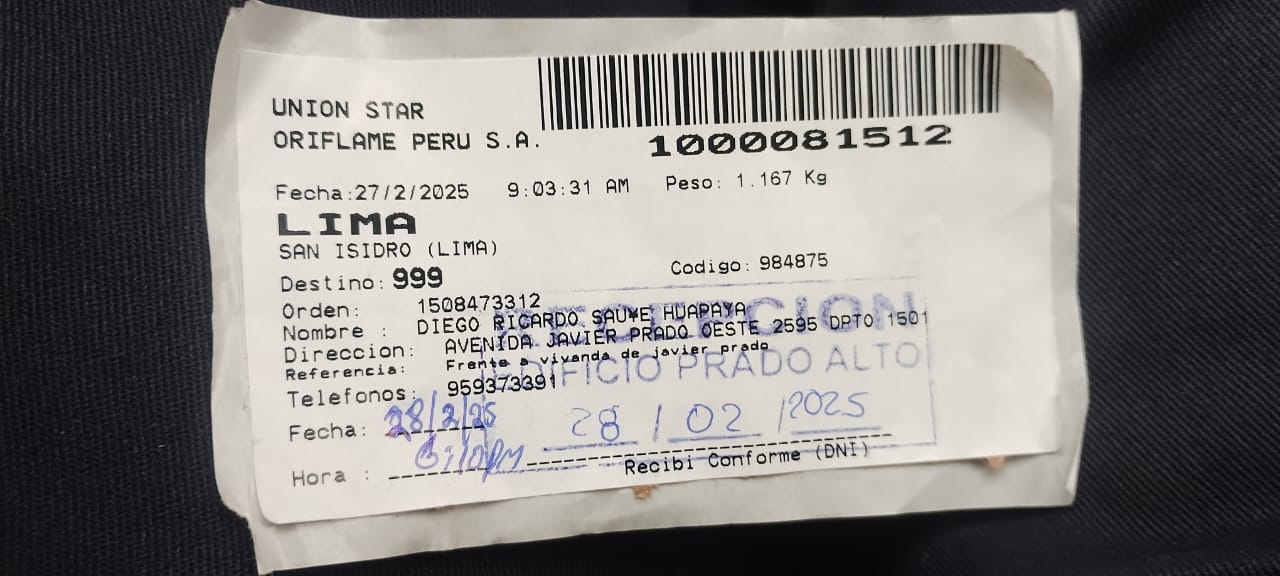 UNION STAR
ORIFLAME PERU S.A.
1000081512
Fecha:27/2/2025 9:03:31 AM Peso: 1.167 Kg
LIMA
SAN ISIDRO (LIMA)
Destino: 999 Codigo: 984875
Orden: 1508473312
Nombre : DIEGO RICARDO SAU¥E HUAPAYA
Direccion: AVENIDA JAVIER PRADO OESTE 2595 DPTO 1501
Referencia: Frente a vivanda de javier prado
Telefonos: 959373391
RECEPCION
EDIFICIO PRADO ALTO
28 / 02 / 2025
Fecha: 28/2/25
Hora : 6:10PM
Recibi Conforme (DNI)